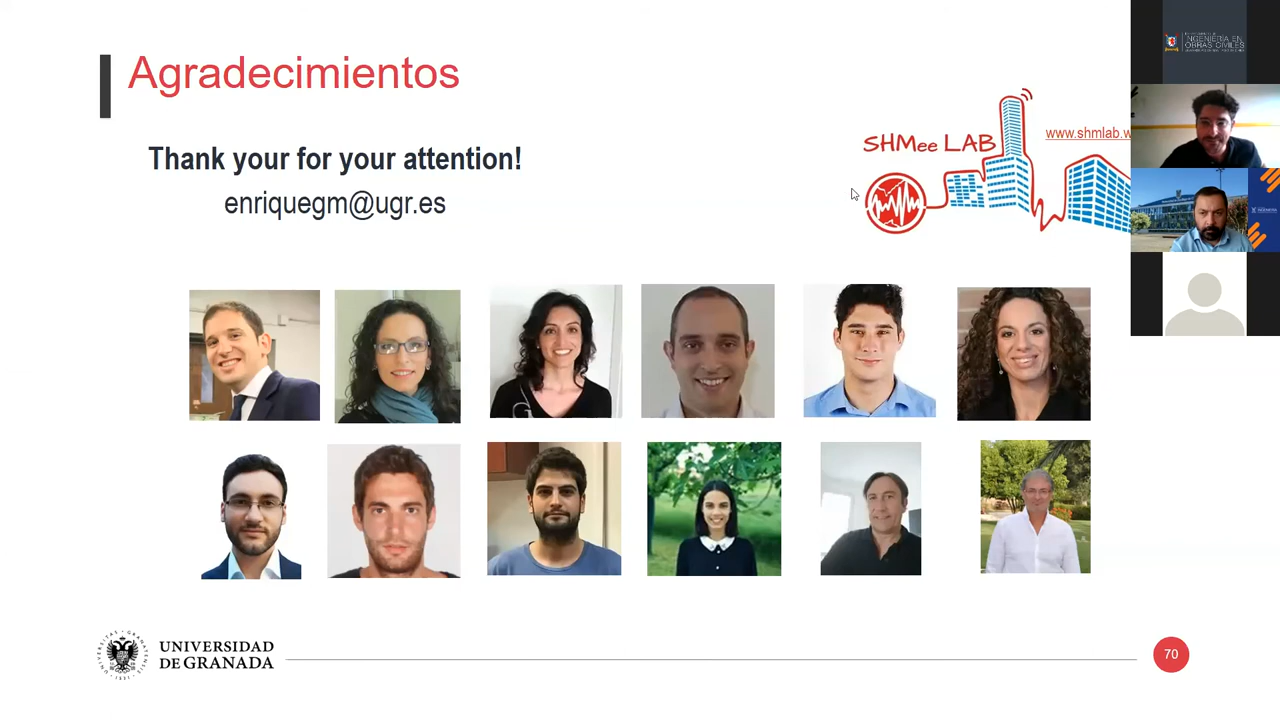 Agradecimientos
Thank your for your attention!
enriquegm@ugr.es
SHMee LAB
www.shmlab.w
INGENIERÍA EN
OBRAS CIVILES
UNIVERSIDAD
DE GRANADA
70